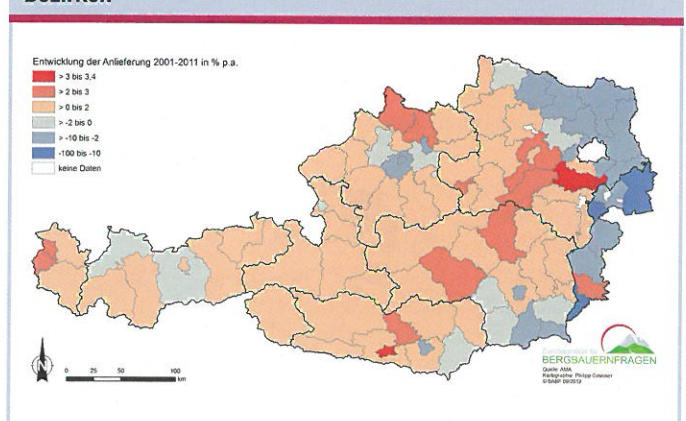 Entwicklung der Anlieferung 2001-2011 in % p.a.
> 3 bis 3,4
> 2 bis 3
> 0 bis 2
> -2 bis 0
> -10 bis -2
-100 bis -10
keine Daten
N
0 25 50 100
km
BERGBAUERNFRAGEN
Quelle: AMA
Kartographie: Philipp